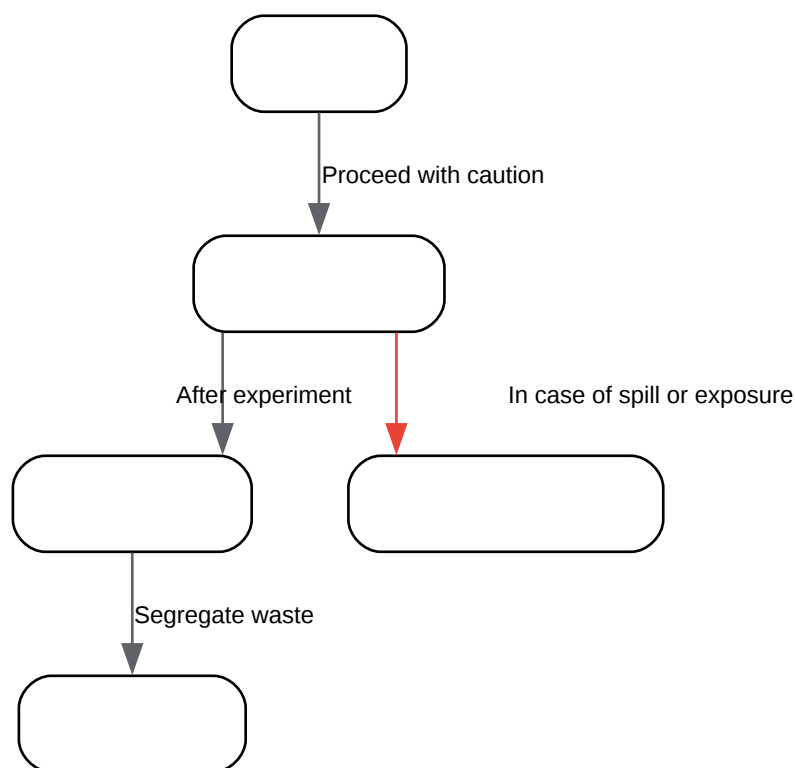 Proceed with caution
After experiment
In case of spill or exposure
Segregate waste